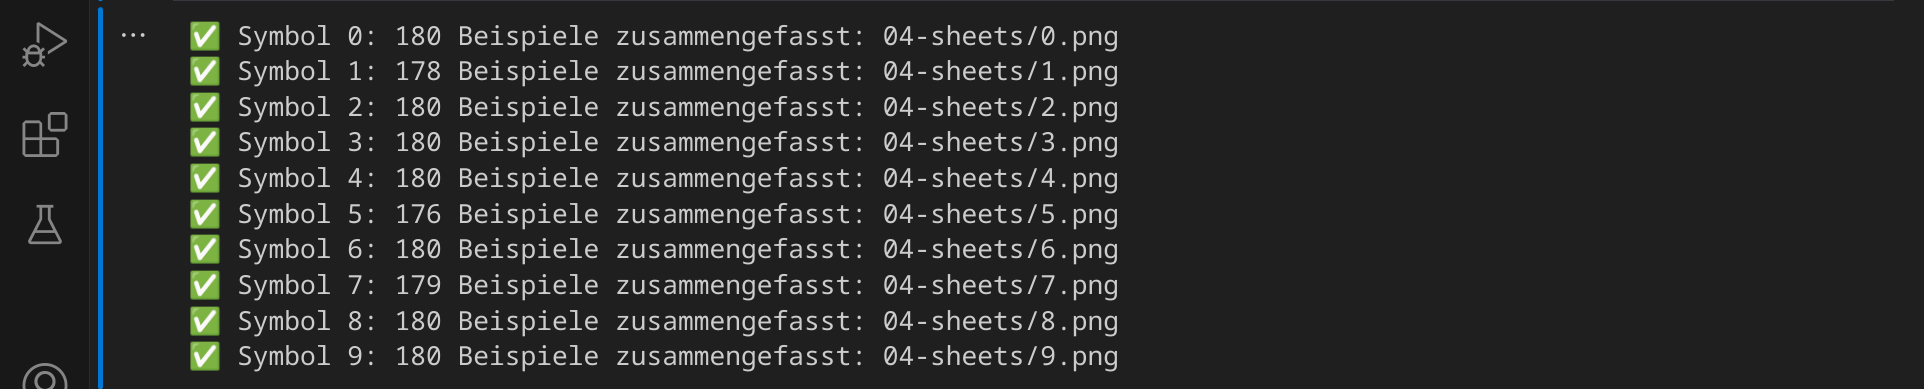 ... ✅ Symbol 0: 180 Beispiele zusammengefasst: 04-sheets/0.png
✅ Symbol 1: 178 Beispiele zusammengefasst: 04-sheets/1.png
✅ Symbol 2: 180 Beispiele zusammengefasst: 04-sheets/2.png
✅ Symbol 3: 180 Beispiele zusammengefasst: 04-sheets/3.png
✅ Symbol 4: 180 Beispiele zusammengefasst: 04-sheets/4.png
✅ Symbol 5: 176 Beispiele zusammengefasst: 04-sheets/5.png
✅ Symbol 6: 180 Beispiele zusammengefasst: 04-sheets/6.png
✅ Symbol 7: 179 Beispiele zusammengefasst: 04-sheets/7.png
✅ Symbol 8: 180 Beispiele zusammengefasst: 04-sheets/8.png
✅ Symbol 9: 180 Beispiele zusammengefasst: 04-sheets/9.png